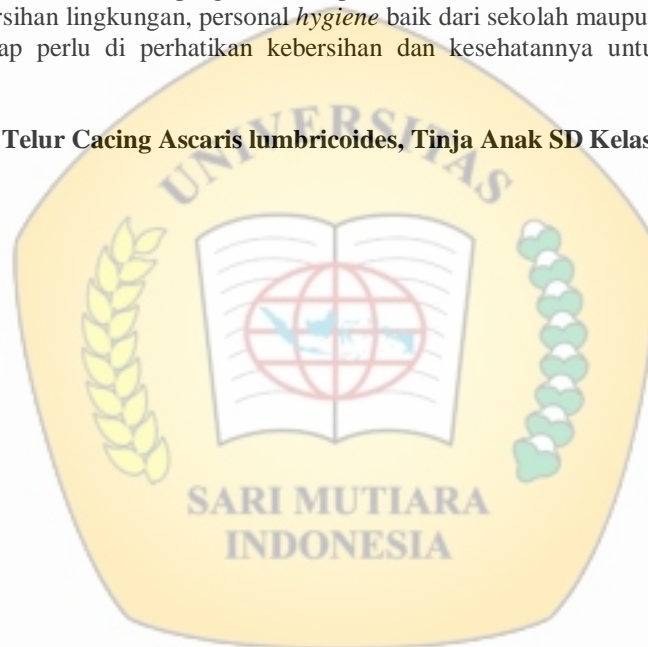 rsihan lingkungan, personal hygiene baik dari sekolah maupu
ap perlu di perhatikan kebersihan dan kesehatannya untu
Telur Cacing Ascaris lumbricoides, Tinja Anak SD Kelas
UNIVERSITAS
SARI MUTIARA
INDONESIA